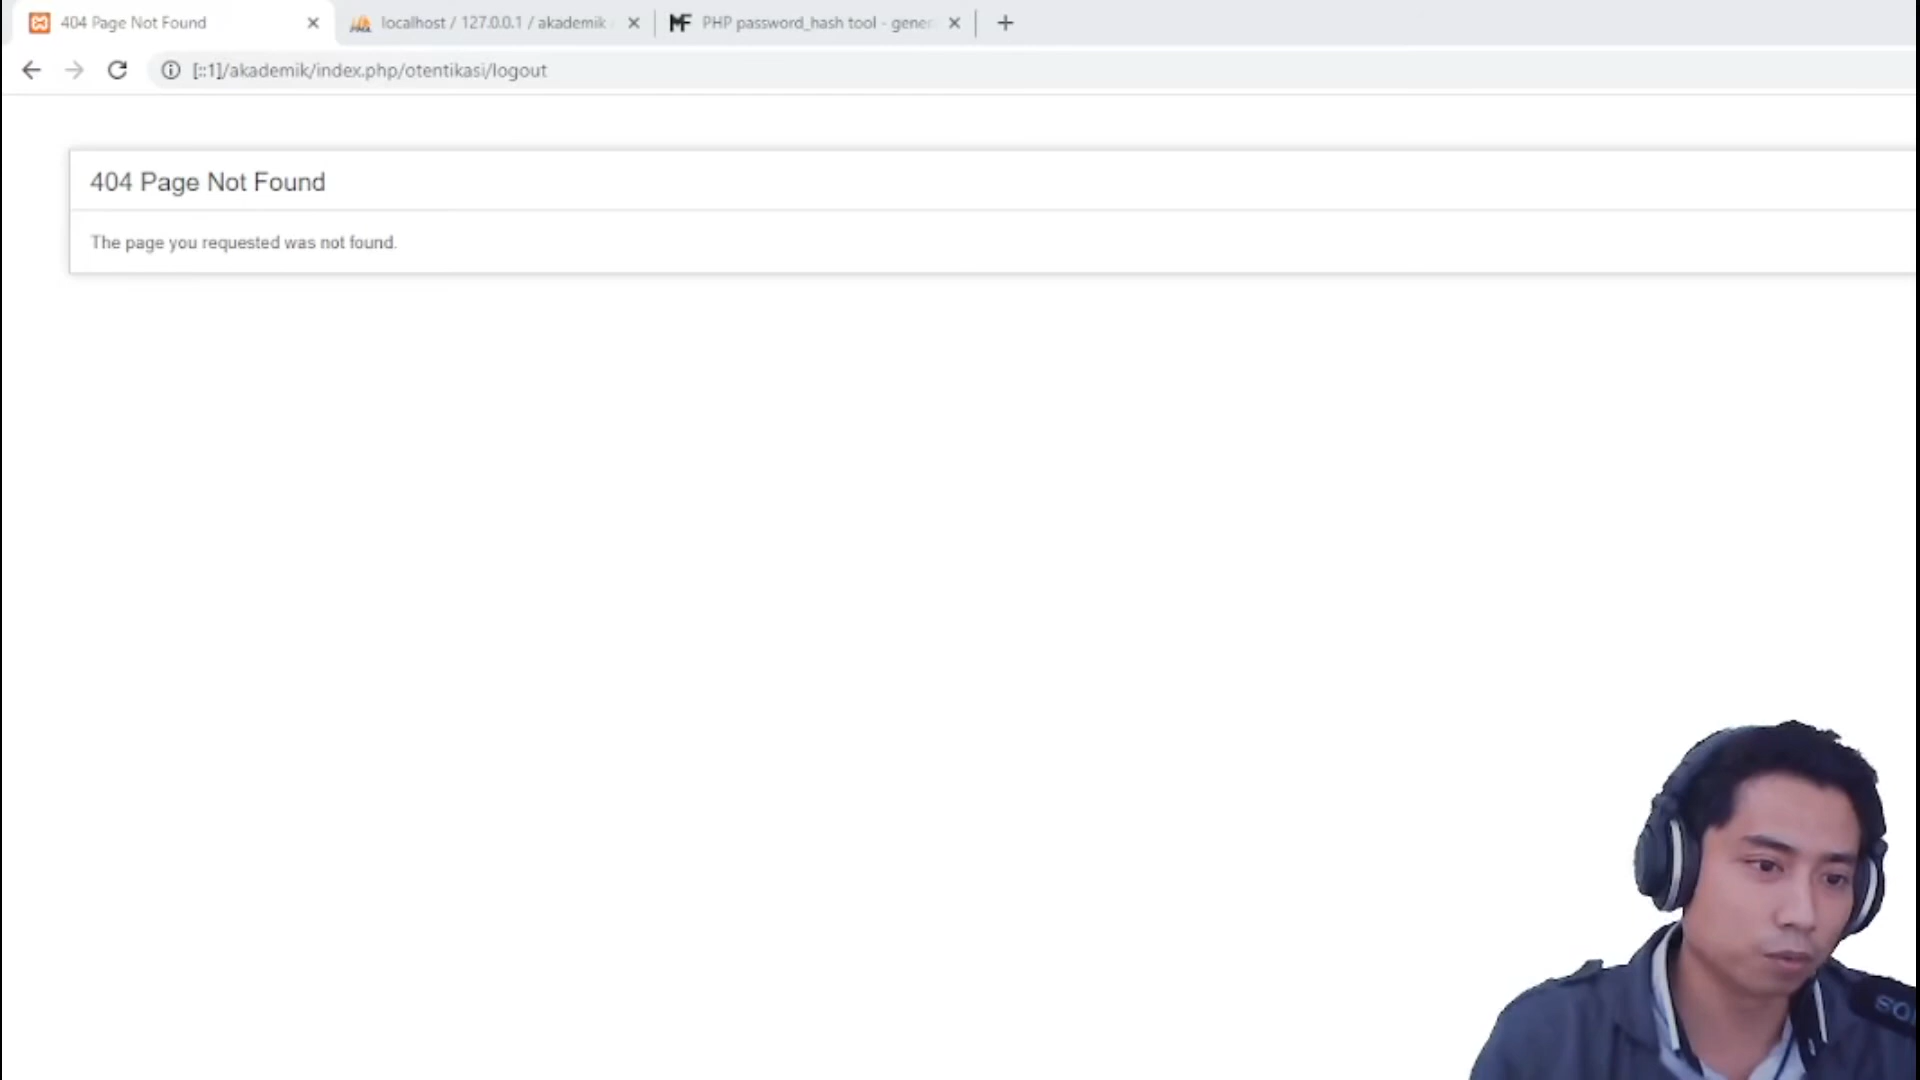 404 Page Not Found
localhost / 127.0.0.1 / akademik
PHP password_hash tool - gener
[::1]/akademik/index.php/otentikasi/logout
404 Page Not Found
The page you requested was not found.